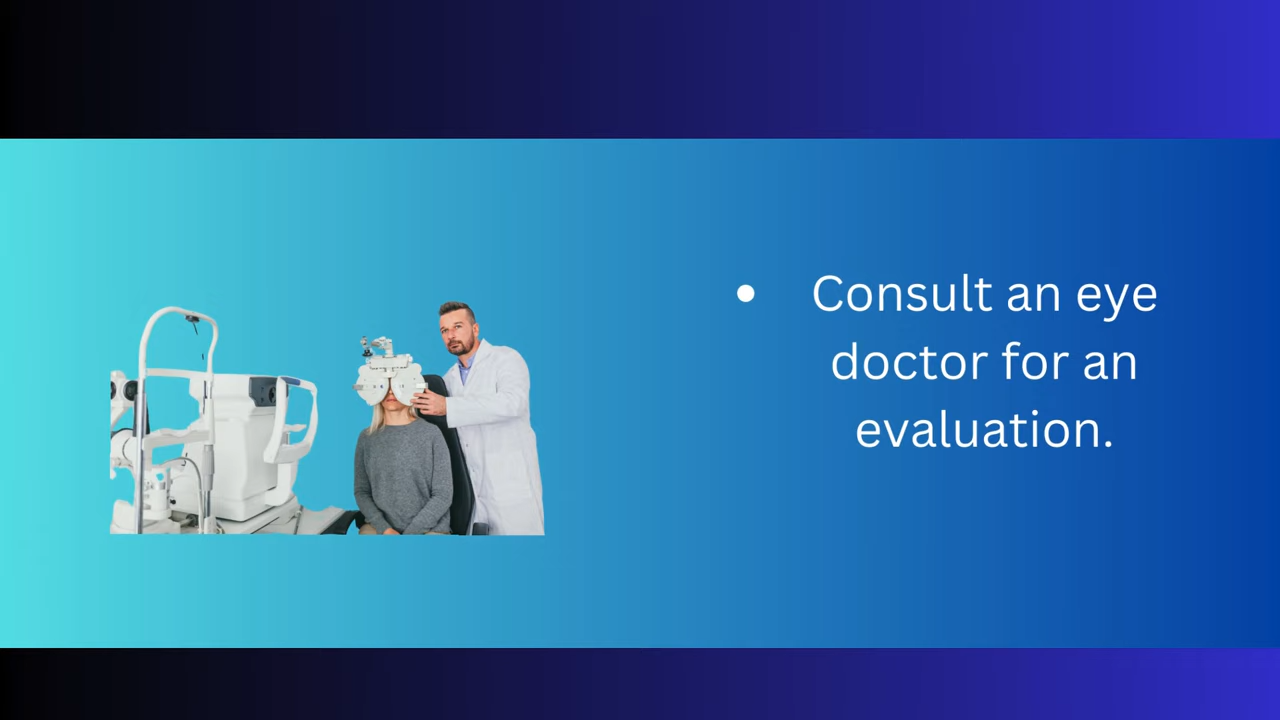 • Consult an eye
doctor for an
evaluation.